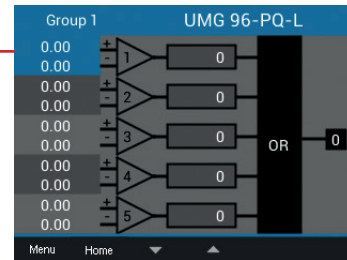 Group 1 UMG 96-PQ-L
0.00 + 1 0
0.00 -
0.00 + 2 0
0.00 -
0.00 + 3 0 OR 0
0.00 -
0.00 + 4 0
0.00 -
0.00 + 5 0
0.00 -
Menu Home